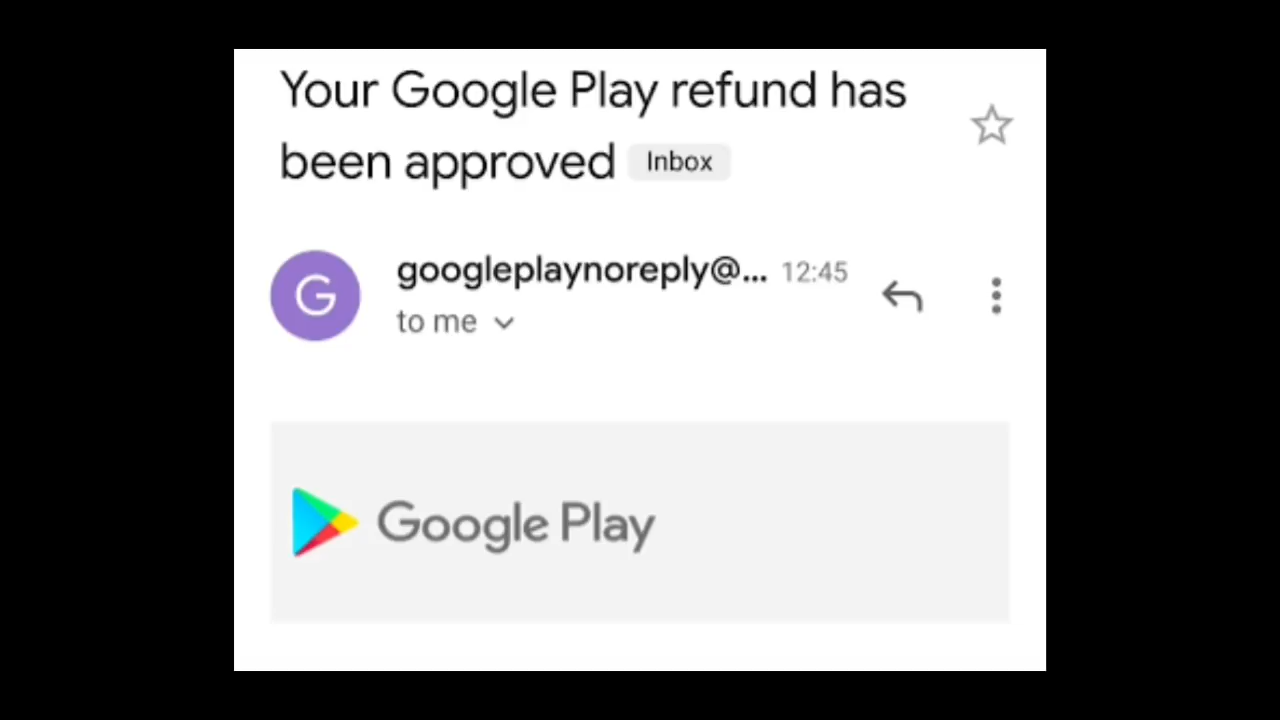 Your Google Play refund has
been approved Inbox
googleplaynoreply@... 12:45
to me
G
Google Play